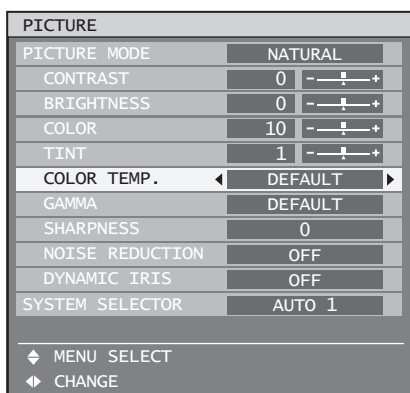 PICTURE
PICTURE MODE NATURAL
CONTRAST 0 - +
BRIGHTNESS 0 - +
COLOR 10 - +
TINT 1 - +
COLOR TEMP. DEFAULT
GAMMA DEFAULT
SHARPNESS 0
NOISE REDUCTION OFF
DYNAMIC IRIS OFF
SYSTEM SELECTOR AUTO 1
MENU SELECT
CHANGE